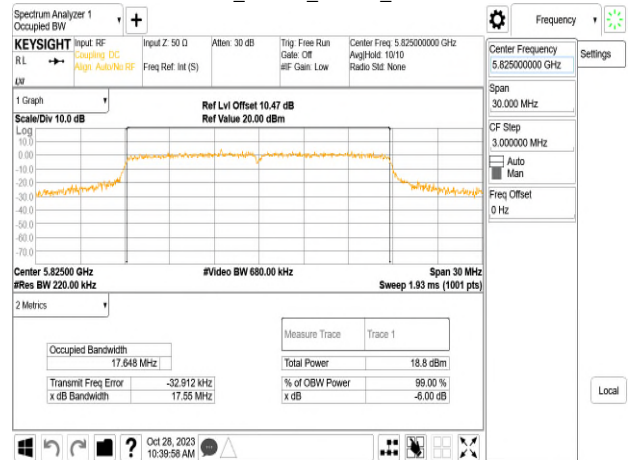 Spectrum Analyzer 1
Occupied BW
Frequency
KEYSIGHT
RL
Input: RF
Coupling: DC
Align: Auto/No RF
Input Z: 50 Ω
Freq Ref: Int (S)
Atten: 30 dB
Trig: Free Run
Gate: Off
#IF Gain: Low
Center Freq: 5.825000000 GHz
Avg|Hold: 10/10
Radio Std: None
Center Frequency
5.825000000 GHz
Settings
Span
30.000 MHz
CF Step
3.000000 MHz
Auto
Man
Freq Offset
0 Hz
1 Graph
Scale/Div 10.0 dB
Ref Lvl Offset 10.47 dB
Ref Value 20.00 dBm
Log
10.0
0.00
-10.0
-20.0
-30.0
-40.0
-50.0
-60.0
-70.0
Center 5.82500 GHz
#Video BW 680.00 kHz
Span 30 MHz
#Res BW 220.00 kHz
Sweep 1.93 ms (1001 pts)
2 Metrics
Measure Trace
Trace 1
Occupied Bandwidth
17.648 MHz
Total Power
18.8 dBm
Transmit Freq Error
-32.912 kHz
% of OBW Power
99.00 %
x dB Bandwidth
17.55 MHz
x dB
-6.00 dB
Local
?
Oct 28, 2023
10:39:58 AM